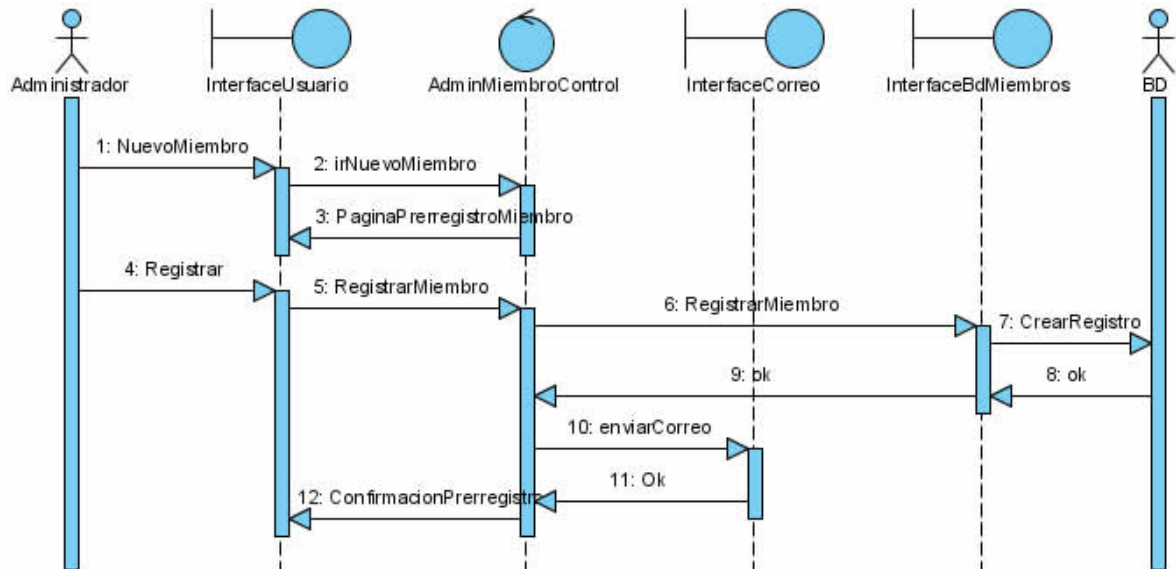 Administrador
InterfaceUsuario
AdminMiembroControl
InterfaceCorreo
InterfaceBdMiembros
BD
1: NuevoMiembro
2: irNuevoMiembro
3: PaginaPrerregistroMiembro
4: Registrar
5: RegistrarMiembro
6: RegistrarMiembro
7: CrearRegistro
8: ok
9: ok
10: enviarCorreo
11: Ok
12: ConfirmacionPrerregistro